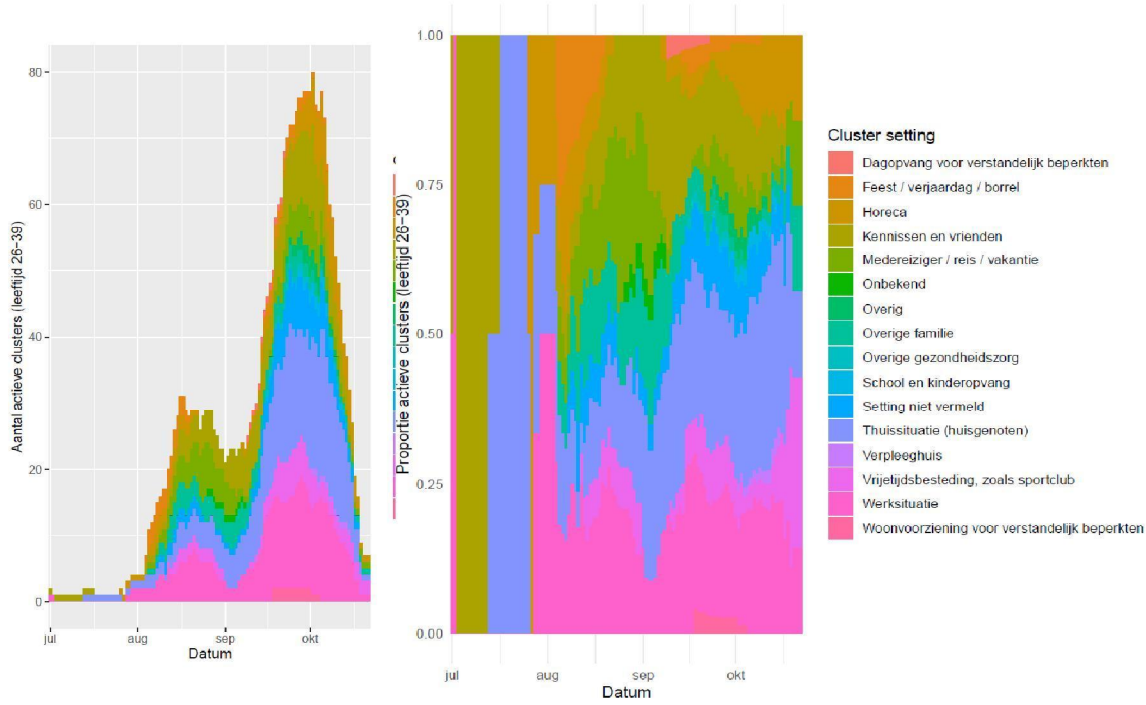 Aantal actieve clusters (leeftijd 26-39)
80
60
40
20
0
jul aug sep okt
Datum
Proportie actieve clusters (leeftijd 26-39)
1.00
0.75
0.50
0.25
0.00
jul aug sep okt
Datum
Cluster setting
Dagopvang voor verstandelijk beperkten
Feest / verjaardag / borrel
Horeca
Kennissen en vrienden
Medereiziger / reis / vakantie
Onbekend
Overig
Overige familie
Overige gezondheidszorg
School en kinderopvang
Setting niet vermeld
Thuissituatie (huisgenoten)
Verpleeghuis
Vrijetijdsbesteding, zoals sportclub
Werksituatie
Woonvoorziening voor verstandelijk beperkten